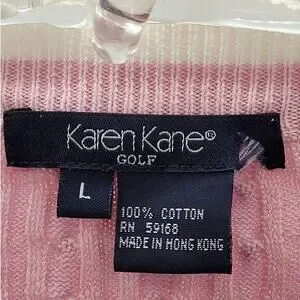 Karen Kane®
GOLF
L
100% COTTON
RN 59168
MADE IN HONG KONG